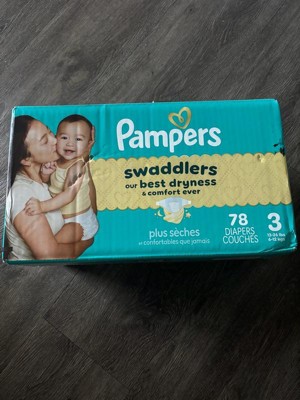 Pampers
swaddlers
our best dryness
& comfort ever
plus sèches
et confortables que jamais
78
DIAPERS
COUCHES
3